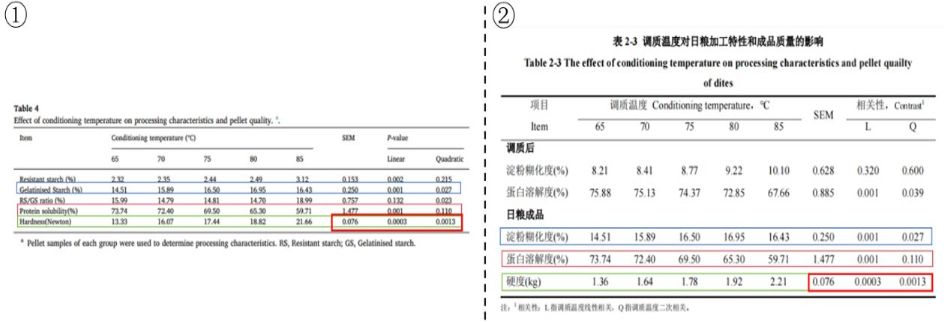 ①
Table 4
Effect of conditioning temperature on processing characteristics and pellet quality. ᵃ.
Item Conditioning temperature (°C) SEM P-value
65 70 75 80 85 Linear Quadratic
Resistant starch (%) 2.32 2.35 2.44 2.49 3.12 0.153 0.002 0.215
Gelatinised Starch (%) 14.51 15.89 16.50 16.95 16.43 0.250 0.001 0.027
RS/GS ratio (%) 15.99 14.79 14.81 14.70 18.99 0.757 0.132 0.023
Protein solubility(%) 73.74 72.40 69.50 65.30 59.71 1.477 0.001 0.110
Hardness(Newton) 13.33 16.07 17.44 18.82 21.66 0.076 0.0003 0.0013
ᵃ Pellet samples of each group were used to determine processing characteristics. RS, Resistant starch; GS, Gelatinised starch.
②
表 2-3 调质温度对日粮加工特性和成品质量的影响
Table 2-3 The effect of conditioning temperature on processing characteristics and pellet quailty
of dites
项目 调质温度 Conditioning temperature, ℃ SEM 相关性, Contrast¹
Item 65 70 75 80 85 L Q
调质后
淀粉糊化度(%) 8.21 8.41 8.77 9.22 10.10 0.628 0.320 0.600
蛋白溶解度(%) 75.88 75.13 74.37 72.85 67.66 0.885 0.001 0.039
日粮成品
淀粉糊化度(%) 14.51 15.89 16.50 16.95 16.43 0.250 0.001 0.027
蛋白溶解度(%) 73.74 72.40 69.50 65.30 59.71 1.477 0.001 0.110
硬度(kg) 1.36 1.64 1.78 1.92 2.21 0.076 0.0003 0.0013
注：¹相关性：L 指调质温度线性相关，Q 指调质温度二次相关。